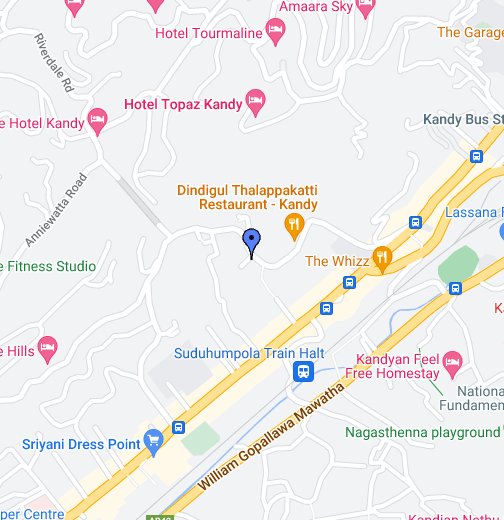 Amaara Sky
Hotel Tourmaline
The Garage
Riverdale Rd
Hotel Topaz Kandy
e Hotel Kandy
Kandy Bus St
Anniewatta Road
Dindigul Thalappakatti
Restaurant - Kandy
Lassana
The Whizz
e Fitness Studio
K
e Hills
Suduhumpola Train Halt
Kandyan Feel
Free Homestay
National
Fundamen
William Gopallawa Mawatha
Nagasthenna playground
Sriyani Dress Point
per Centre
Kandian Nethu